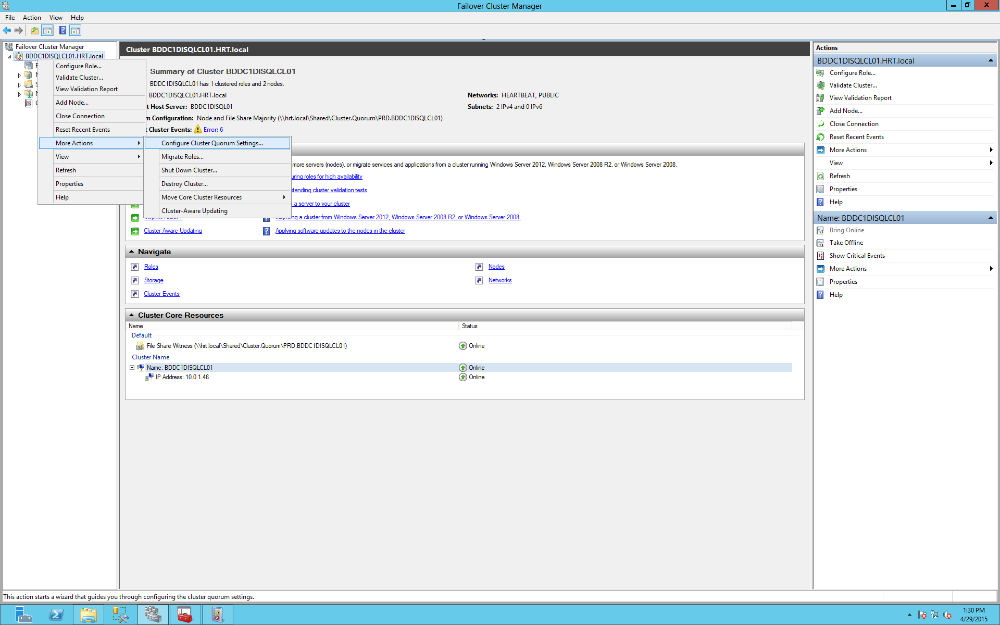 Failover Cluster Manager
File Action View Help
Failover Cluster Manager
BDDC1DISQLCL01.HRT.local
Configure Role...
Validate Cluster...
View Validation Report
Add Node...
Close Connection
Reset Recent Events
More Actions
View
Refresh
Properties
Help
Configure Cluster Quorum Settings...
Migrate Roles...
Shut Down Cluster...
Destroy Cluster...
Move Core Cluster Resources
Cluster-Aware Updating
Cluster BDDC1DISQLCL01.HRT.local
Summary of Cluster BDDC1DISQLCL01
BDDC1DISQLCL01 has 1 clustered roles and 2 nodes.
BDDC1DISQLCL01.HRT.local
Networks: HEARTBEAT, PUBLIC
t Host Server: BDDC1DISQL01
Subnets: 2 IPv4 and 0 IPv6
m Configuration: Node and File Share Majority (\\hrt.local\Shared\Cluster.Quorum\PRD.BDDC1DISQLCL01)
t Cluster Events: Error: 6
more servers (nodes), or migrate services and applications from a cluster running Windows Server 2012, Windows Server 2008 R2, or Windows Server 2008.
uring roles for high availability
standing cluster validation tests
a server to your cluster
Migrate Roles...
Migrating a cluster from Windows Server 2012, Windows Server 2008 R2, or Windows Server 2008.
Cluster-Aware Updating
Applying software updates to the nodes in the cluster
Navigate
Roles
Nodes
Storage
Networks
Cluster Events
Cluster Core Resources
Name Status
Default
File Share Witness (\\hrt.local\Shared\Cluster.Quorum\PRD.BDDC1DISQLCL01) Online
Cluster Name
Name: BDDC1DISQLCL01 Online
IP Address: 10.0.1.46 Online
Actions
BDDC1DISQLCL01.HRT.local
Configure Role...
Validate Cluster...
View Validation Report
Add Node...
Close Connection
Reset Recent Events
More Actions
View
Refresh
Properties
Help
Name: BDDC1DISQLCL01
Bring Online
Take Offline
Show Critical Events
More Actions
Properties
Help
This action starts a wizard that guides you through configuring the cluster quorum settings.
1:30 PM
4/29/2015